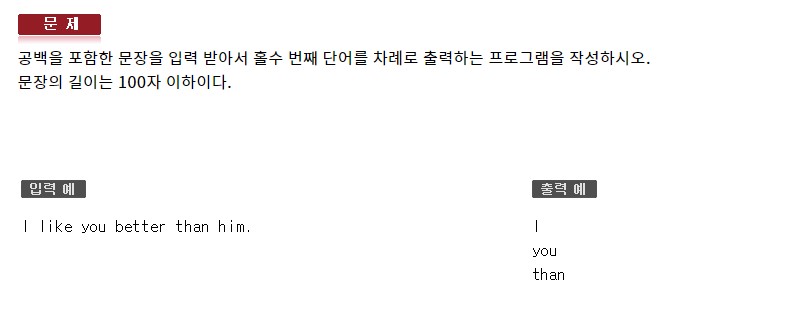 문 제
공백을 포함한 문장을 입력 받아서 홀수 번째 단어를 차례로 출력하는 프로그램을 작성하시오.
문장의 길이는 100자 이하이다.
입력 예
출력 예
I like you better than him.
I
you
than